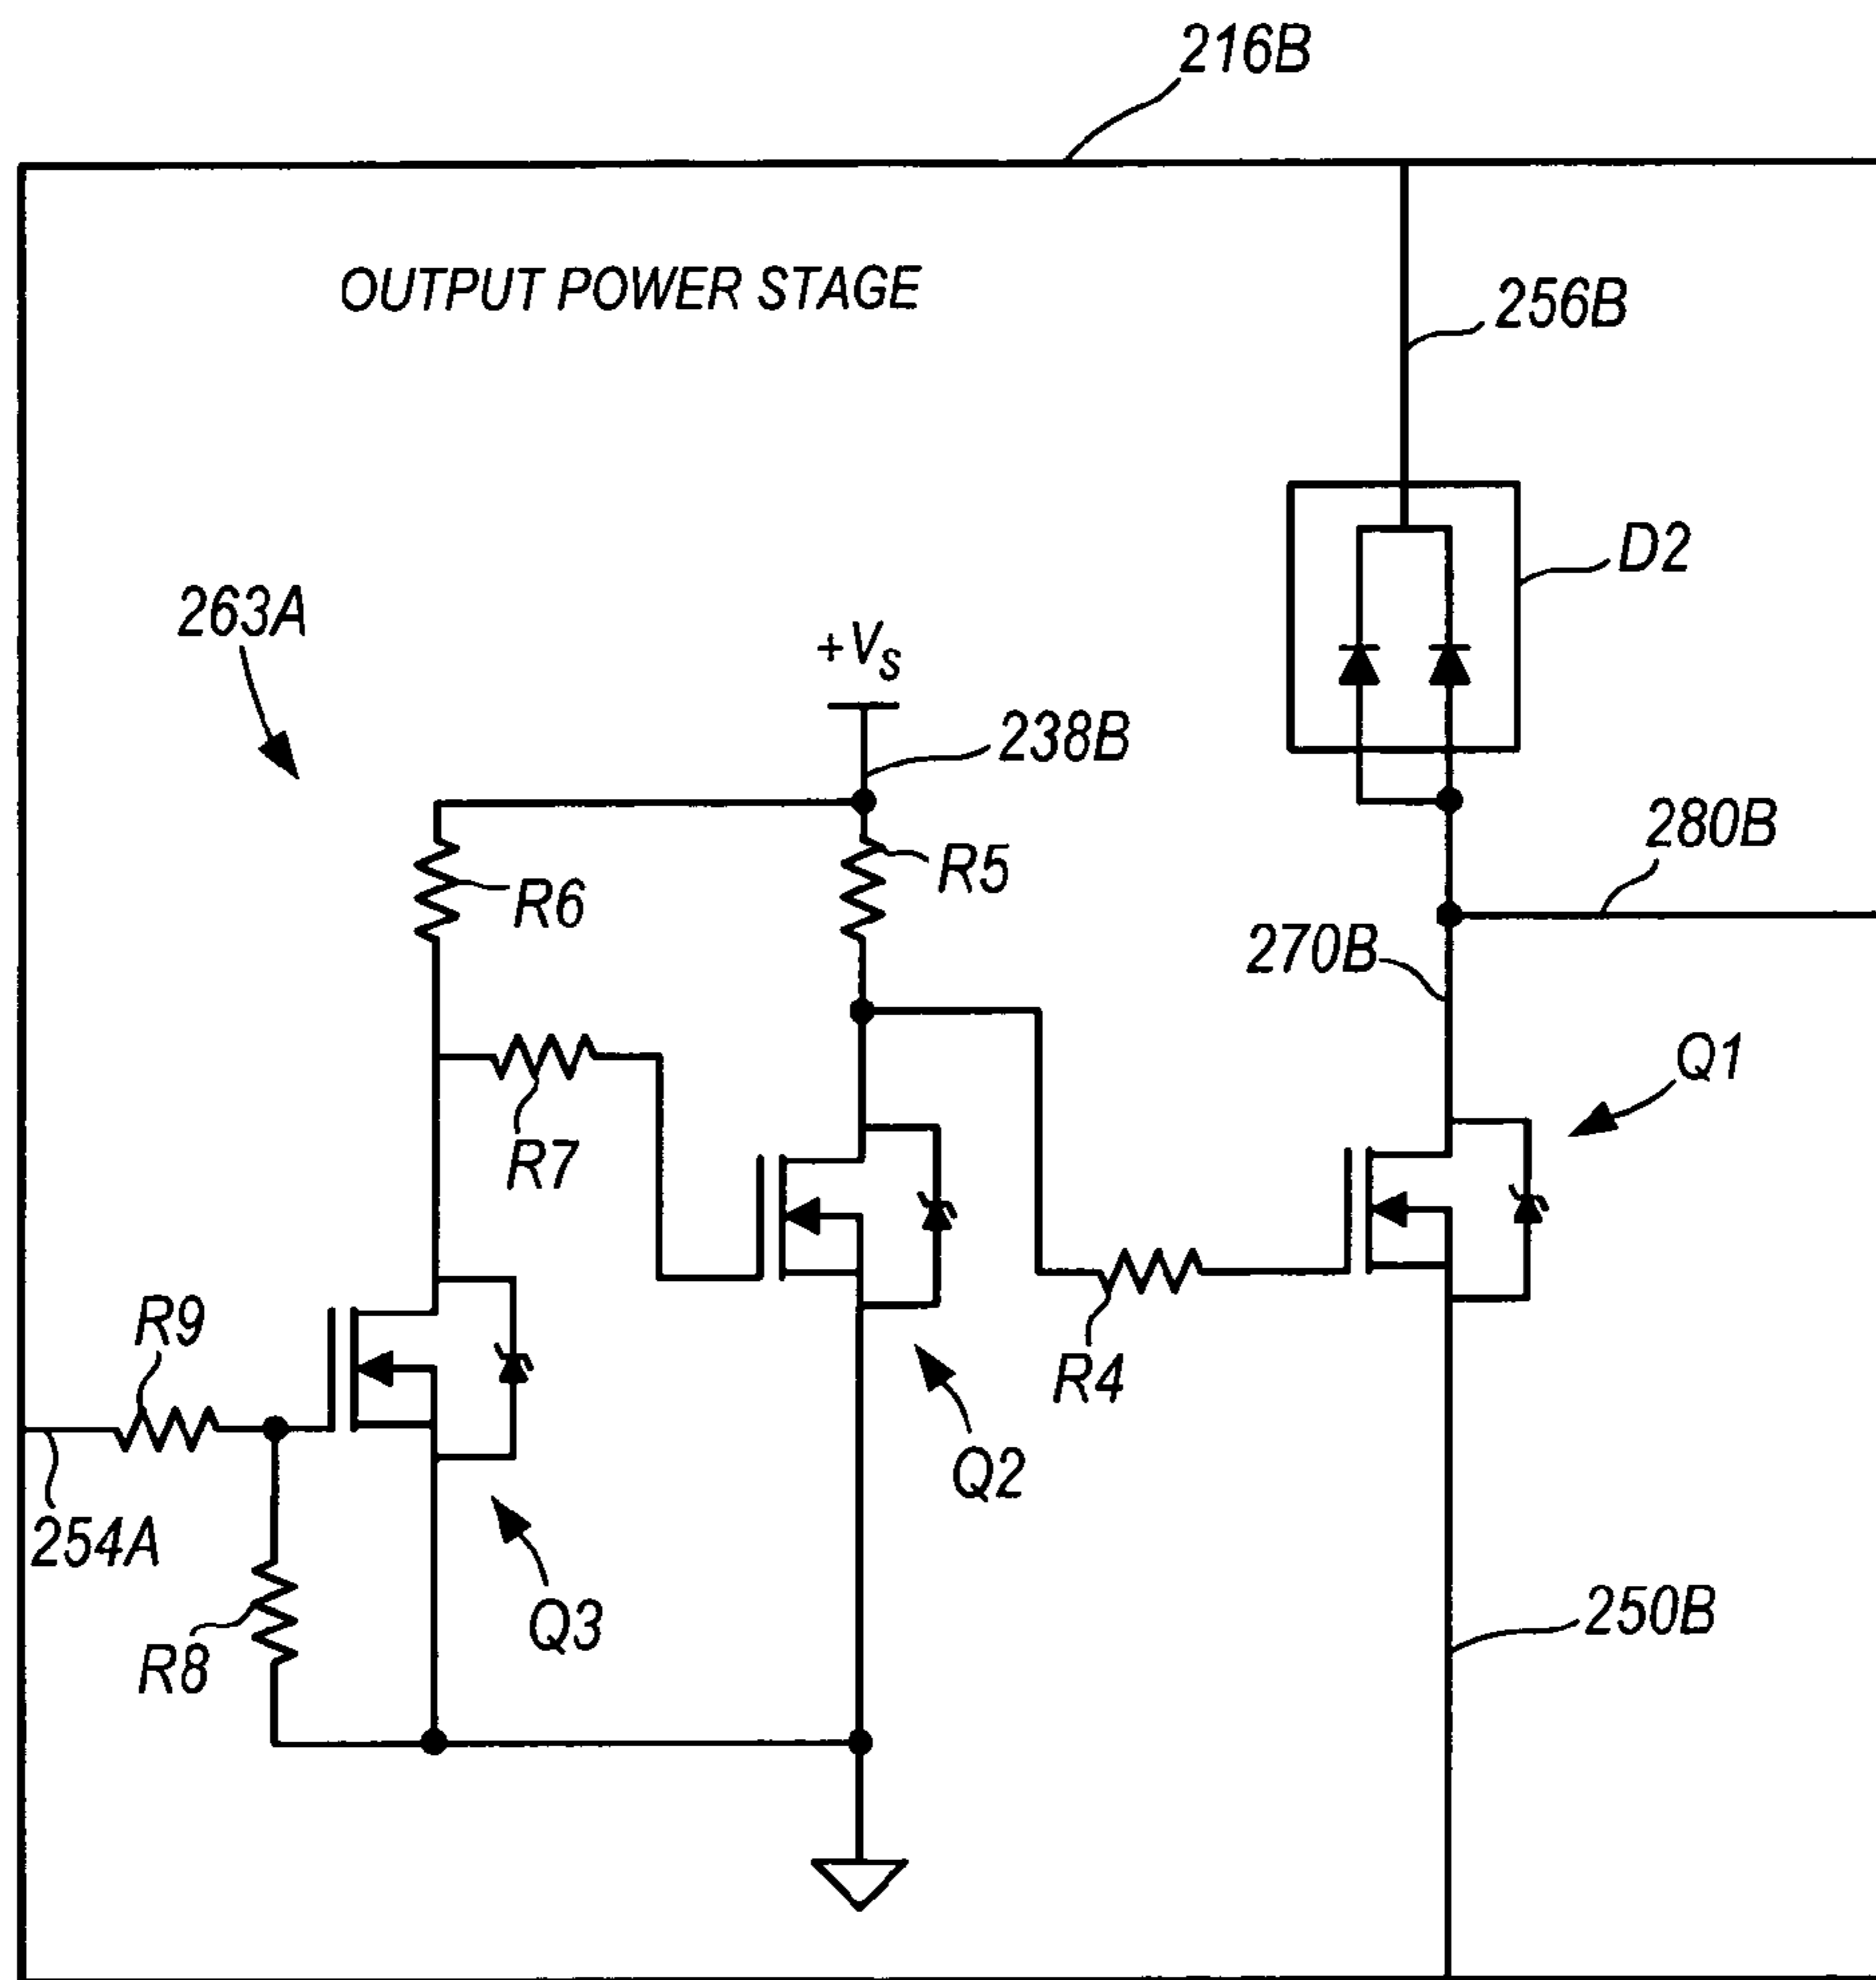 216B
OUTPUT POWER STAGE
256B
D2
263A
+VS
238B
280B
R5
R6
270B
Q1
R7
R9
R4
Q2
254A
Q3
250B
R8